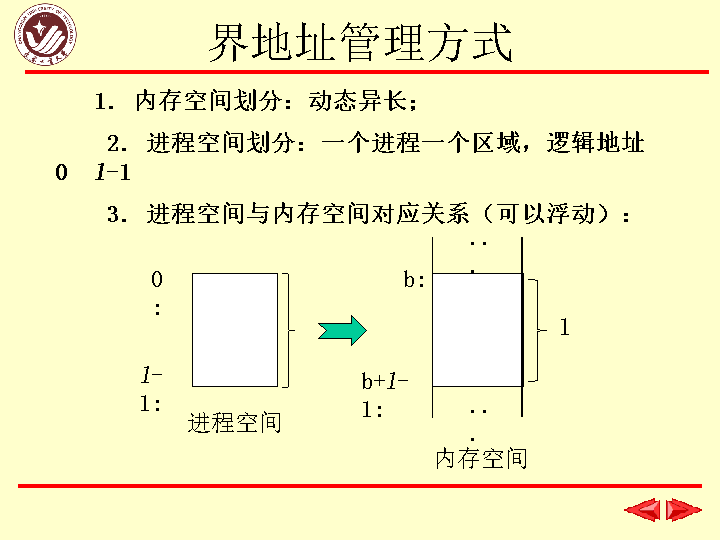 界地址管理方式
1. 内存空间划分：动态异长；
2. 进程空间划分：一个进程一个区域，逻辑地址
0 l-1
3. 进程空间与内存空间对应关系（可以浮动）：
..
.
0
:
b:
l
l-
1:
b+l-
1:
进程空间
..
.
内存空间